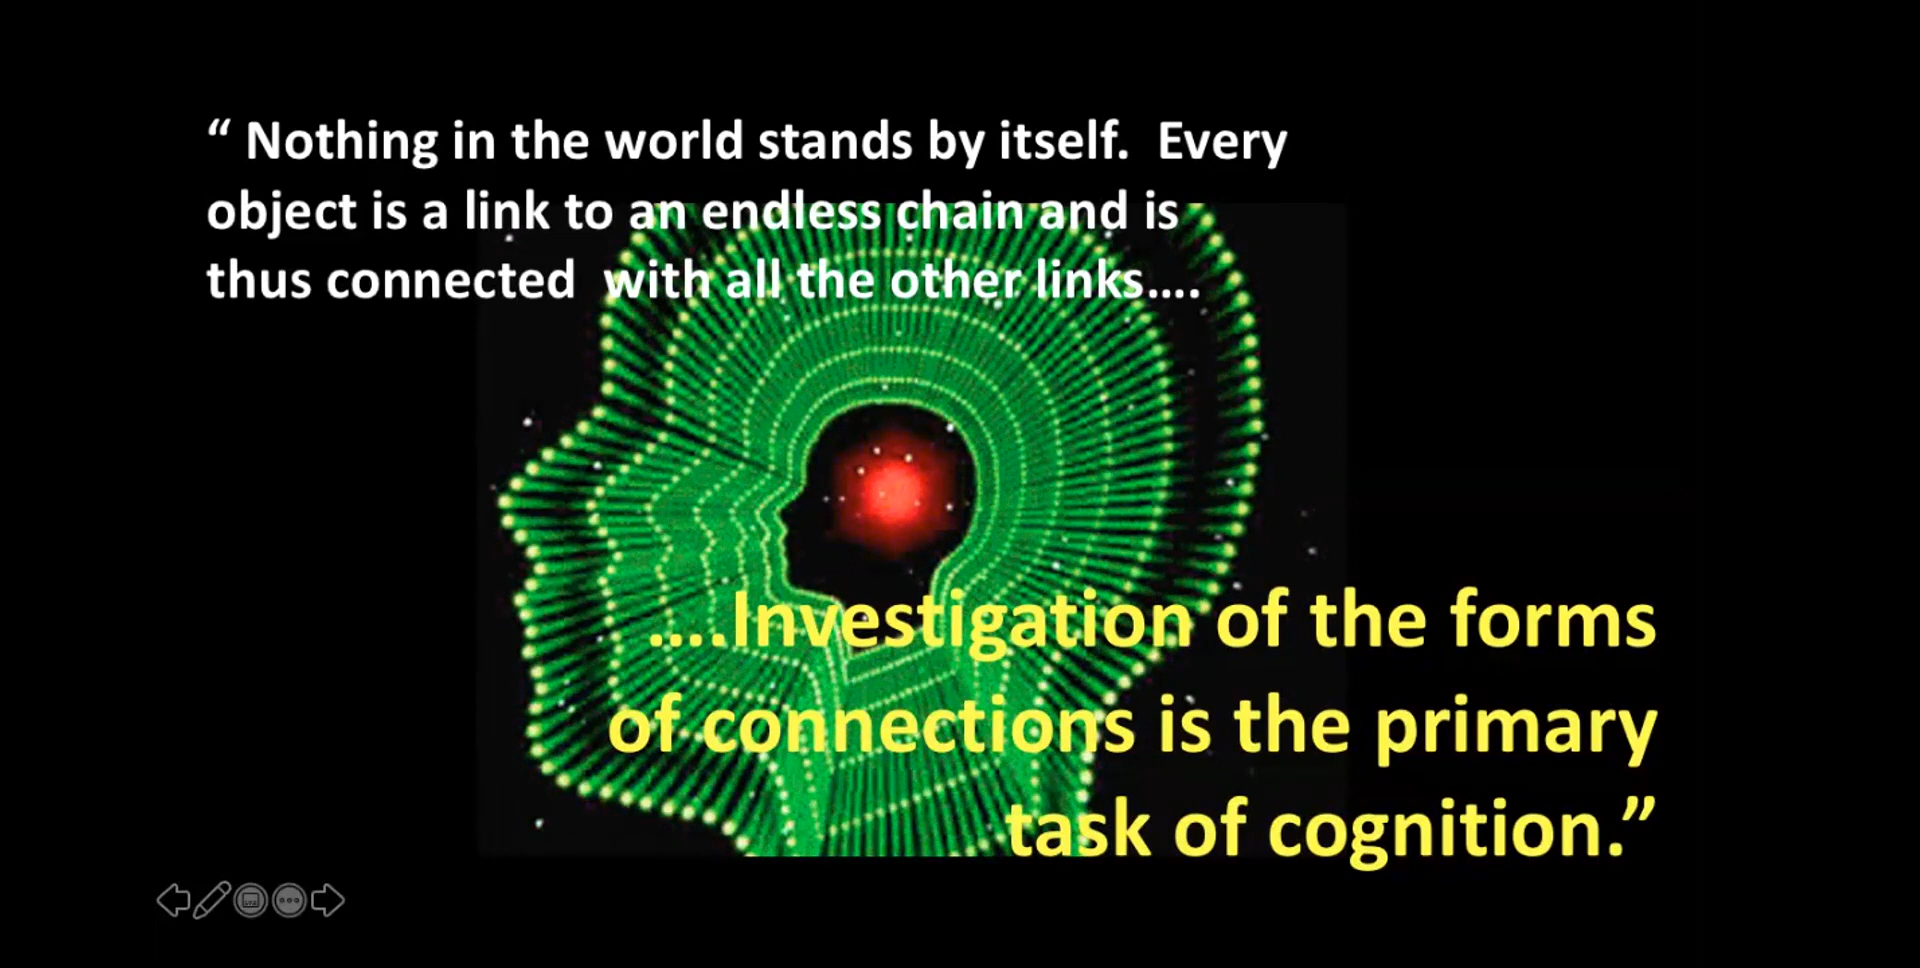 “ Nothing in the world stands by itself.  Every
object is a link to an endless chain and is
thus connected  with all the other links....
....Investigation of the forms
of connections is the primary
task of cognition.”